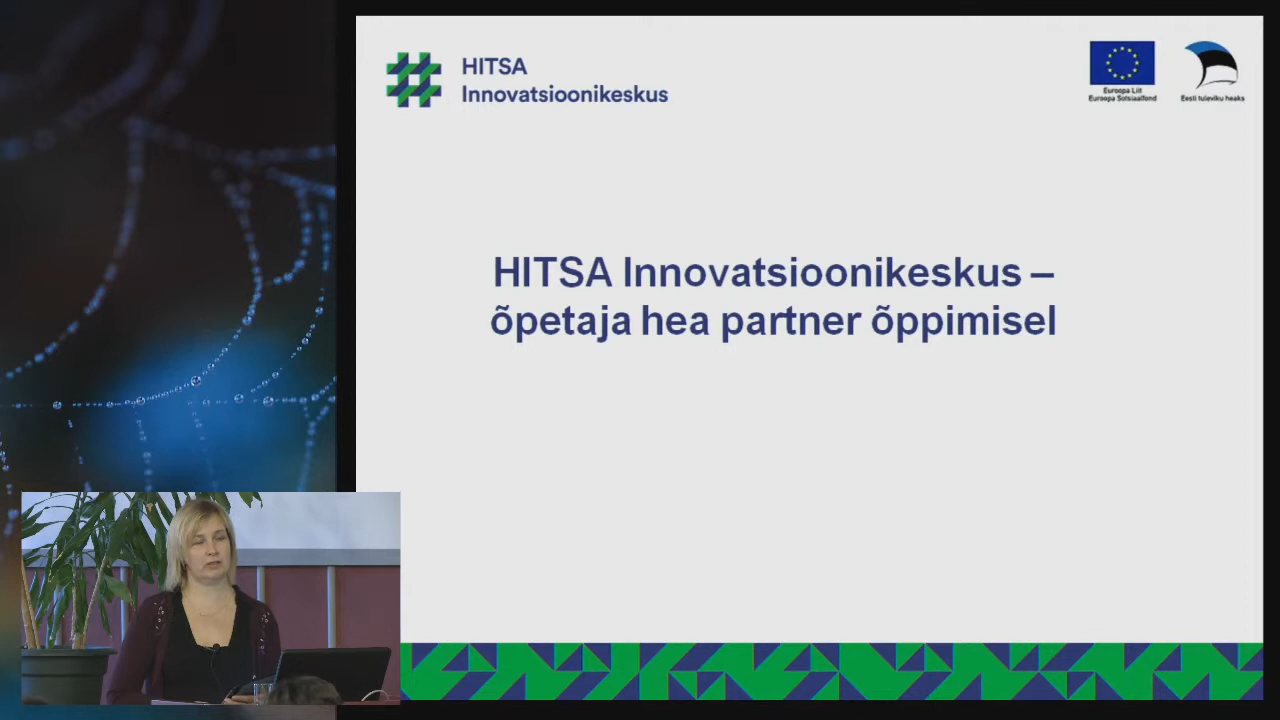 HITSA
Innovatsioonikeskus
Euroopa Liit
Euroopa Sotsiaalfond
Eesti tuleviku heaks
HITSA Innovatsioonikeskus –
õpetaja hea partner õppimisel